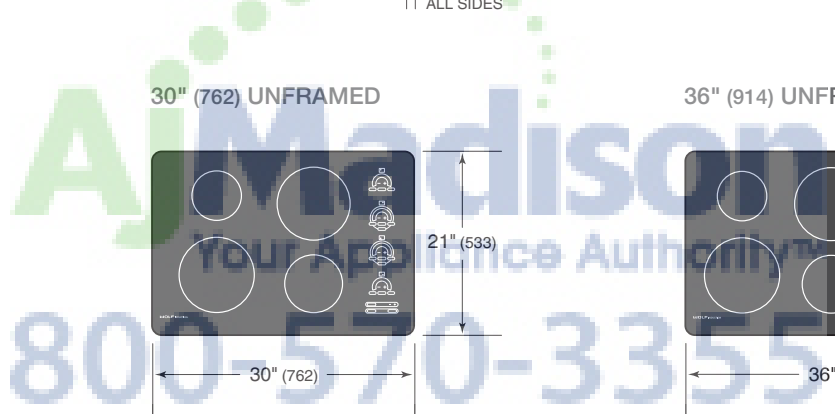 ALL SIDES
30" (762) UNFRAMED
36" (914) UNFR
AjMadison
21" (533)
Your Appliance Authority™
WOLF
800-570-3355
30" (762)
36"